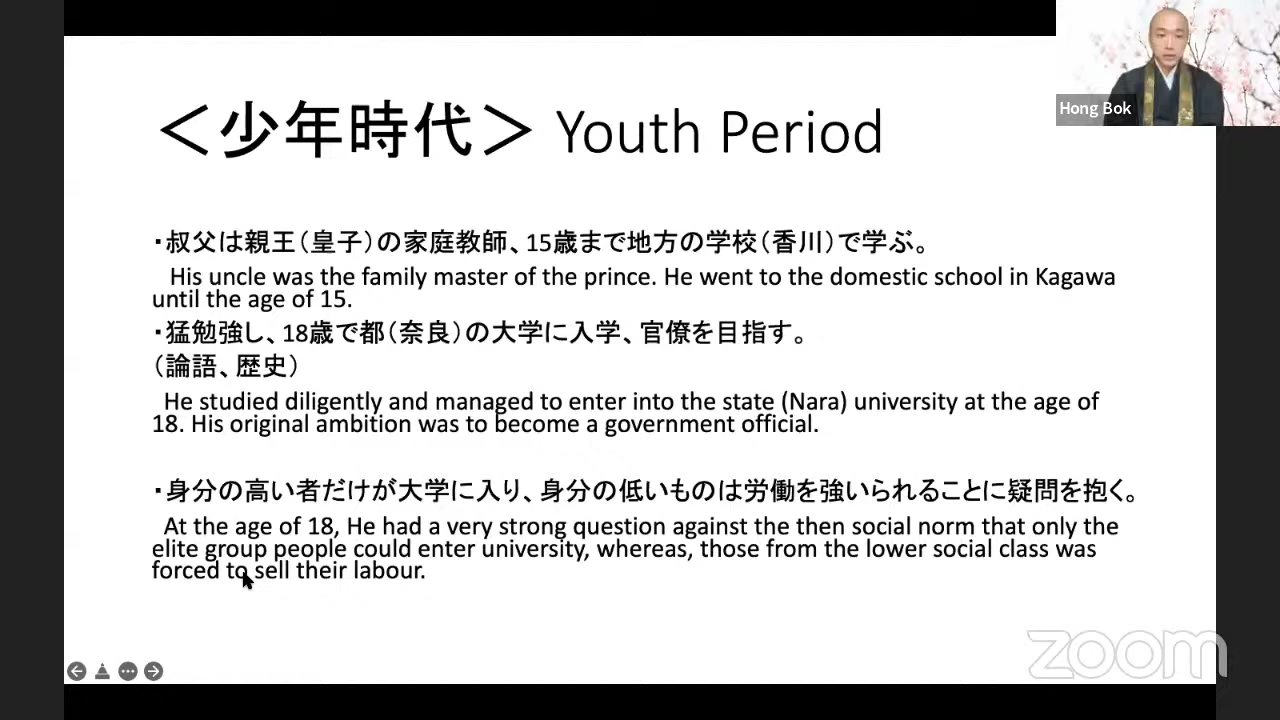 Hong Bok
＜少年時代＞ Youth Period
・叔父は親王（皇子）の家庭教師、15歳まで地方の学校（香川）で学ぶ。
His uncle was the family master of the prince. He went to the domestic school in Kagawa
until the age of 15.
・猛勉強し、18歳で都（奈良）の大学に入学、官僚を目指す。
（論語、歴史）
He studied diligently and managed to enter into the state (Nara) university at the age of
18. His original ambition was to become a government official.
・身分の高い者だけが大学に入り、身分の低いものは労働を強いられることに疑問を抱く。
At the age of 18, He had a very strong question against the then social norm that only the
elite group people could enter university, whereas, those from the lower social class was
forced to sell their labour.
zoom